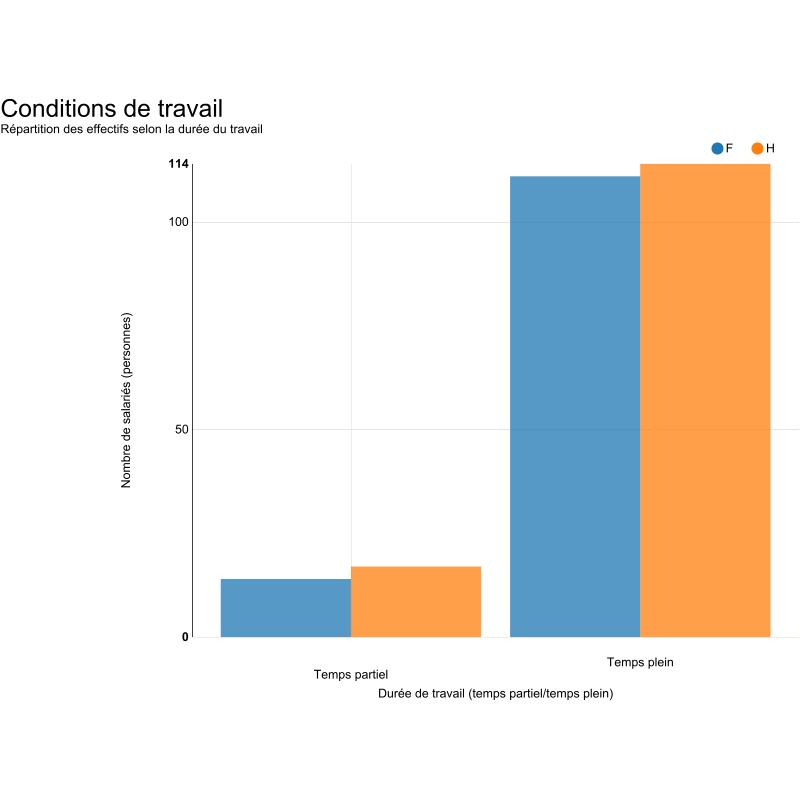 Conditions de travail
Répartition des effectifs selon la durée du travail
F H
114
100
50
0
Nombre de salariés (personnes)
Temps partiel
Temps plein
Durée de travail (temps partiel/temps plein)